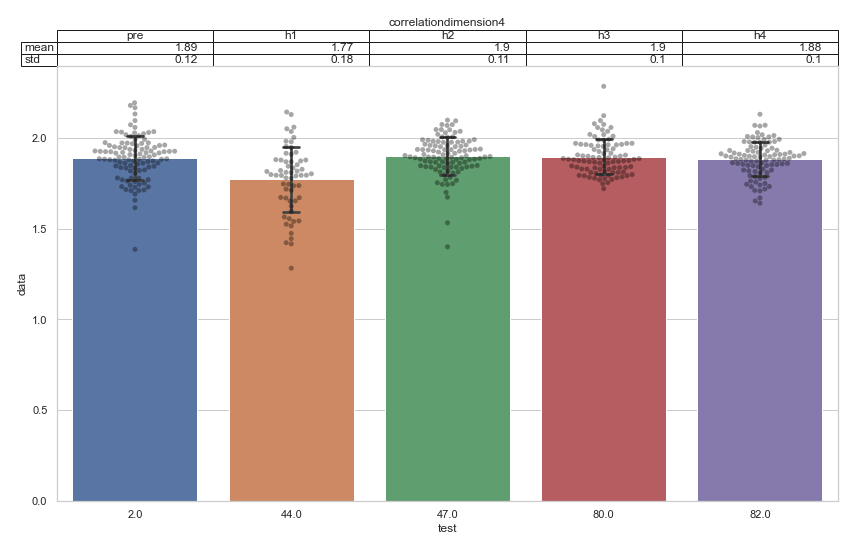 correlationdimension4
pre h1 h2 h3 h4
mean 1.89 1.77 1.9 1.9 1.88
std 0.12 0.18 0.11 0.1 0.1
2.0
1.5
1.0
0.5
0.0
data
2.0 44.0 47.0 80.0 82.0
test